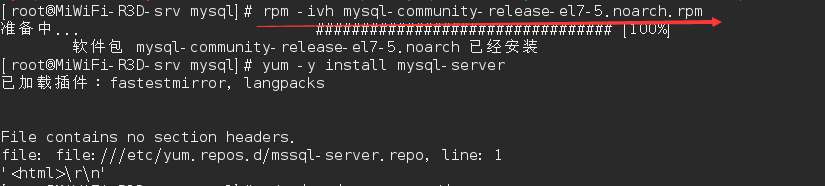 [root@MiWiFi-R3D-srv mysql]# rpm -ivh mysql-community-release-el7-5.noarch.rpm
准备中... ################################# [100%]
软件包 mysql-community-release-el7-5.noarch 已经安装
[root@MiWiFi-R3D-srv mysql]# yum -y install mysql-server
已加载插件：fastestmirror, langpacks
File contains no section headers.
file: file:///etc/yum.repos.d/mssql-server.repo, line: 1
'<html>\r\n'